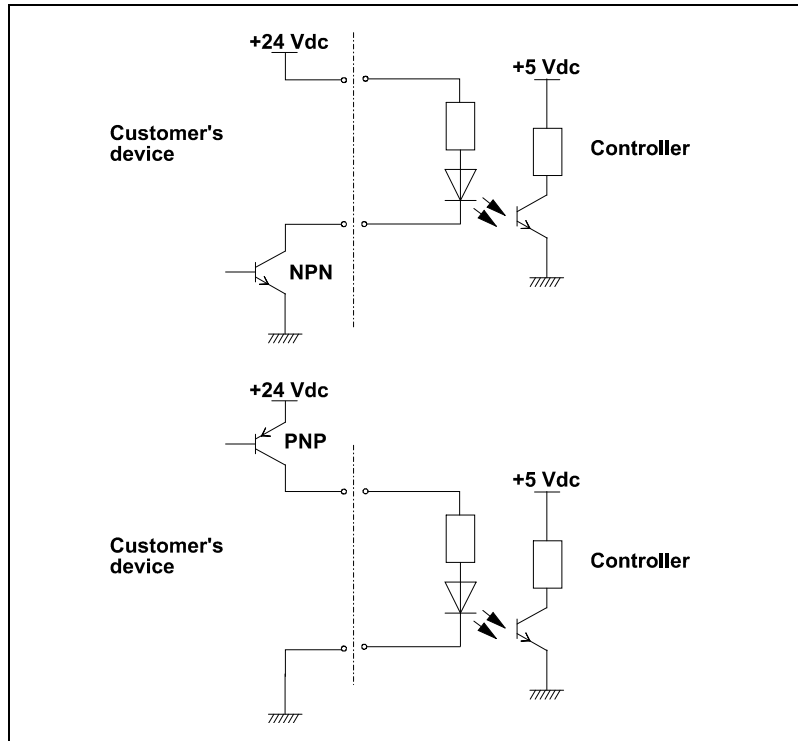 +24 Vdc
+5 Vdc
Customer's
device
Controller
NPN
+24 Vdc
PNP
+5 Vdc
Customer's
device
Controller